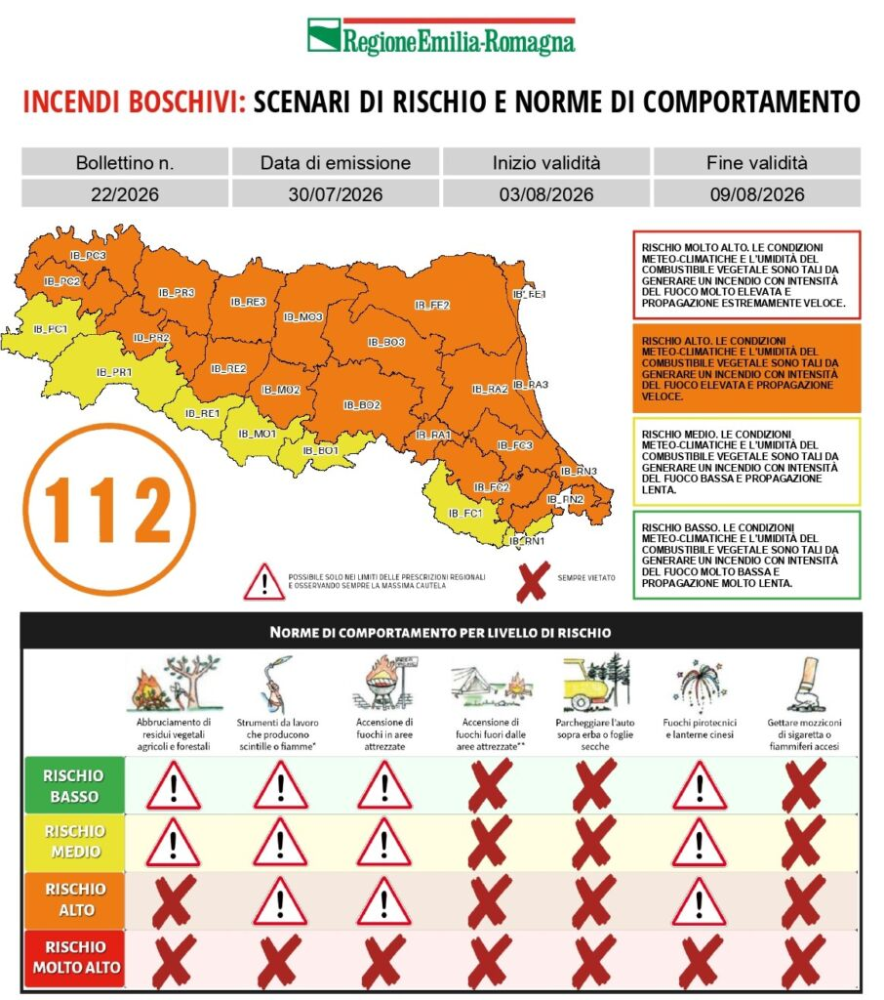 RegioneEmilia-Romagna
INCENDI BOSCHIVI: SCENARI DI RISCHIO E NORME DI COMPORTAMENTO
Bollettino n. Data di emissione Inizio validità Fine validità
22/2026 30/07/2026 03/08/2026 09/08/2026
IB_PC3
IB_PC2
IB_PR3
IB_RE3
IB_MO3
IB_FE2
IB_FE1
IB_PC1
IB_PR2
IB_BO3
IB_PR1
IB_RE2
IB_MO2
IB_BO2
IB_RA2
IB_RA3
IB_RE1
IB_MO1
IB_BO1
IB_RA1
IB_FC3
IB_RN3
IB_FC2
IB_RN2
IB_FC1
IB_RN1
112
RISCHIO MOLTO ALTO. LE CONDIZIONI
METEO-CLIMATICHE E L'UMIDITÀ DEL
COMBUSTIBILE VEGETALE SONO TALI DA
GENERARE UN INCENDIO CON INTENSITÀ
DEL FUOCO MOLTO ELEVATA E
PROPAGAZIONE ESTREMAMENTE VELOCE.
RISCHIO ALTO. LE CONDIZIONI
METEO-CLIMATICHE E L'UMIDITÀ DEL
COMBUSTIBILE VEGETALE SONO TALI DA
GENERARE UN INCENDIO CON INTENSITÀ
DEL FUOCO ELEVATA E PROPAGAZIONE
VELOCE.
RISCHIO MEDIO. LE CONDIZIONI
METEO-CLIMATICHE E L'UMIDITÀ DEL
COMBUSTIBILE VEGETALE SONO TALI DA
GENERARE UN INCENDIO CON INTENSITÀ
DEL FUOCO BASSA E PROPAGAZIONE
LENTA.
RISCHIO BASSO. LE CONDIZIONI
METEO-CLIMATICHE E L'UMIDITÀ DEL
COMBUSTIBILE VEGETALE SONO TALI DA
GENERARE UN INCENDIO CON INTENSITÀ
DEL FUOCO MOLTO BASSA E
PROPAGAZIONE MOLTO LENTA.
POSSIBILE SOLO NEI LIMITI DELLE PRESCRIZIONI REGIONALI
E OSSERVANDO SEMPRE LA MASSIMA CAUTELA
SEMPRE VIETATO
NORME DI COMPORTAMENTO PER LIVELLO DI RISCHIO
Abbruciamento di
residui vegetali
agricoli e forestali
Strumenti da lavoro
che producono
scintille o fiamme*
Accensione di
fuochi in aree
attrezzate
Accensione di
fuochi fuori dalle
aree attrezzate**
Parcheggiare l'auto
sopra erba o foglie
secche
Fuochi pirotecnici
e lanterne cinesi
Gettare mozziconi
di sigaretta o
fiammiferi accesi
RISCHIO
BASSO
RISCHIO
MEDIO
RISCHIO
ALTO
RISCHIO
MOLTO ALTO